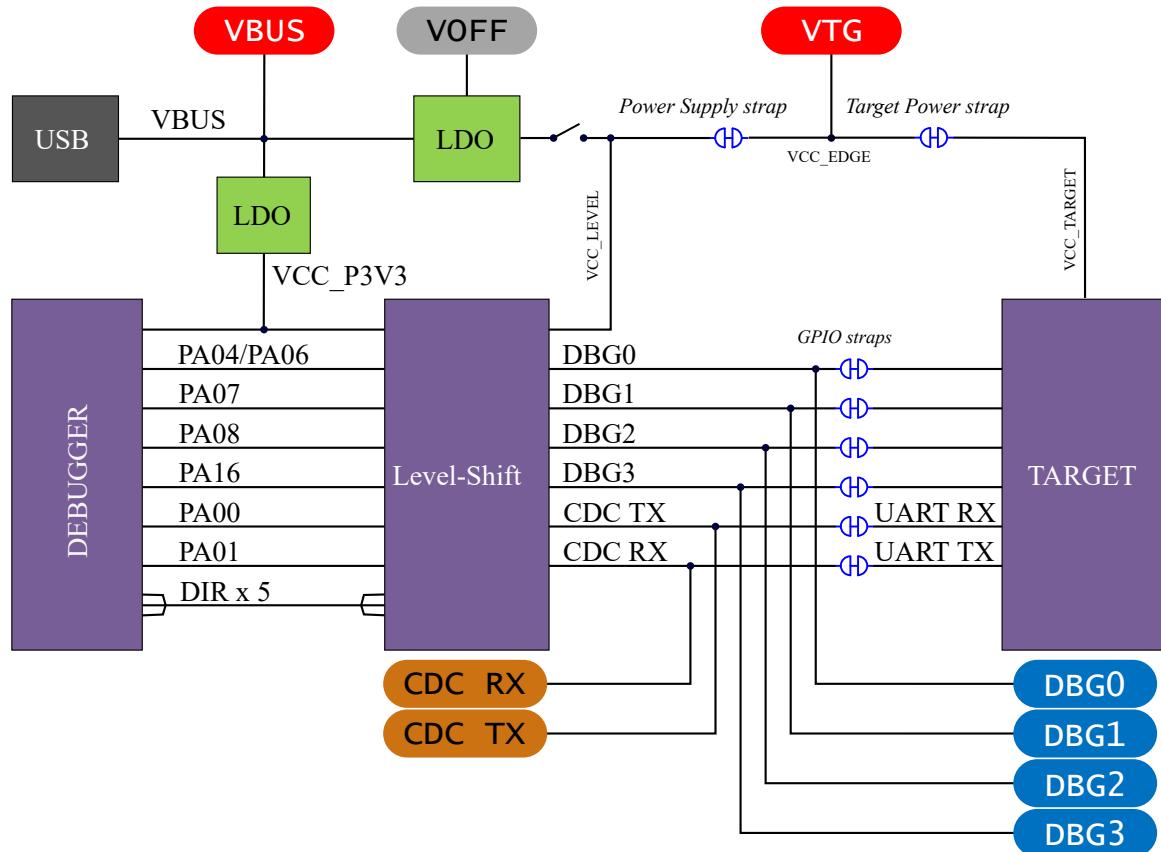 VBUS
VOFF
VTG
USB
VBUS
LDO
Power Supply strap
Target Power strap
VCC_EDGE
LDO
VCC_LEVEL
VCC_TARGET
VCC_P3V3
DEBUGGER
Level-Shift
TARGET
GPIO straps
PA04/PA06
DBG0
PA07
DBG1
PA08
DBG2
PA16
DBG3
PA00
CDC TX
UART RX
PA01
CDC RX
UART TX
DIR x 5
CDC RX
DBG0
CDC TX
DBG1
DBG2
DBG3